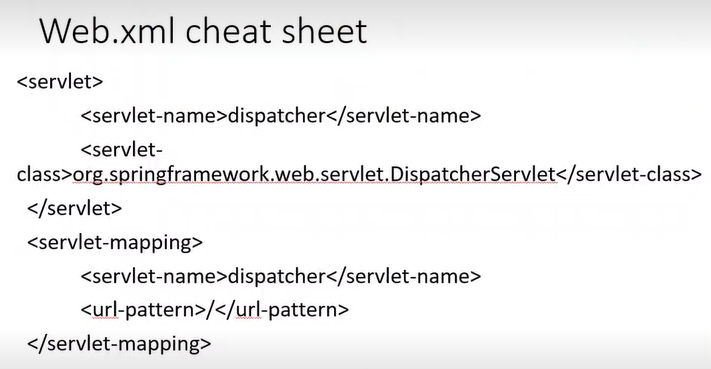 Web.xml cheat sheet
<servlet>
<servlet-name>dispatcher</servlet-name>
<servlet-
class>org.springframework.web.servlet.DispatcherServlet</servlet-class>
</servlet>
<servlet-mapping>
<servlet-name>dispatcher</servlet-name>
<url-pattern>/</url-pattern>
</servlet-mapping>